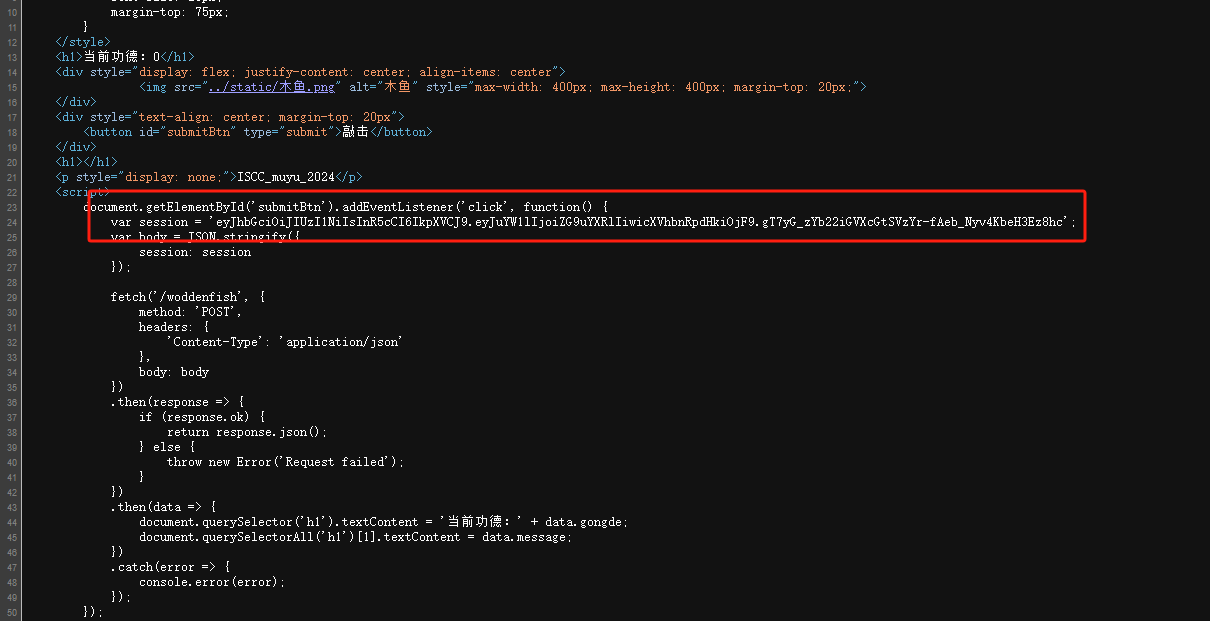 10 margin-top: 75px;
11 }
12 </style>
13 <h1>当前功德：0</h1>
14 <div style="display: flex; justify-content: center; align-items: center">
15 <img src="../static/木鱼.png" alt="木鱼" style="max-width: 400px; max-height: 400px; margin-top: 20px;">
16 </div>
17 <div style="text-align: center; margin-top: 20px">
18 <button id="submitBtn" type="submit">敲击</button>
19 </div>
20 <h1></h1>
21 <p style="display: none;">ISCC_muyu_2024</p>
22 <script>
23 document.getElementById('submitBtn').addEventListener('click', function() {
24 var session = 'eyJhbGciOiJIUzI1NiIsInR5cCI6IkpXVCJ9.eyJuYW1lIjoiZG9uYXRlIiwicXVhbnRpdHkiOjF9.gT7yG_zYb22iGVXcGtSVzYr-fAeb_Nyv4KbeH3Ez8hc';
25 var body = JSON.stringify({
26 session: session
27 });
28
29 fetch('/woddenfish', {
30 method: 'POST',
31 headers: {
32 'Content-Type': 'application/json'
33 },
34 body: body
35 })
36 .then(response => {
37 if (response.ok) {
38 return response.json();
39 } else {
40 throw new Error('Request failed');
41 }
42 })
43 .then(data => {
44 document.querySelector('h1').textContent = '当前功德：' + data.gongde;
45 document.querySelectorAll('h1')[1].textContent = data.message;
46 })
47 .catch(error => {
48 console.error(error);
49 });
50 });